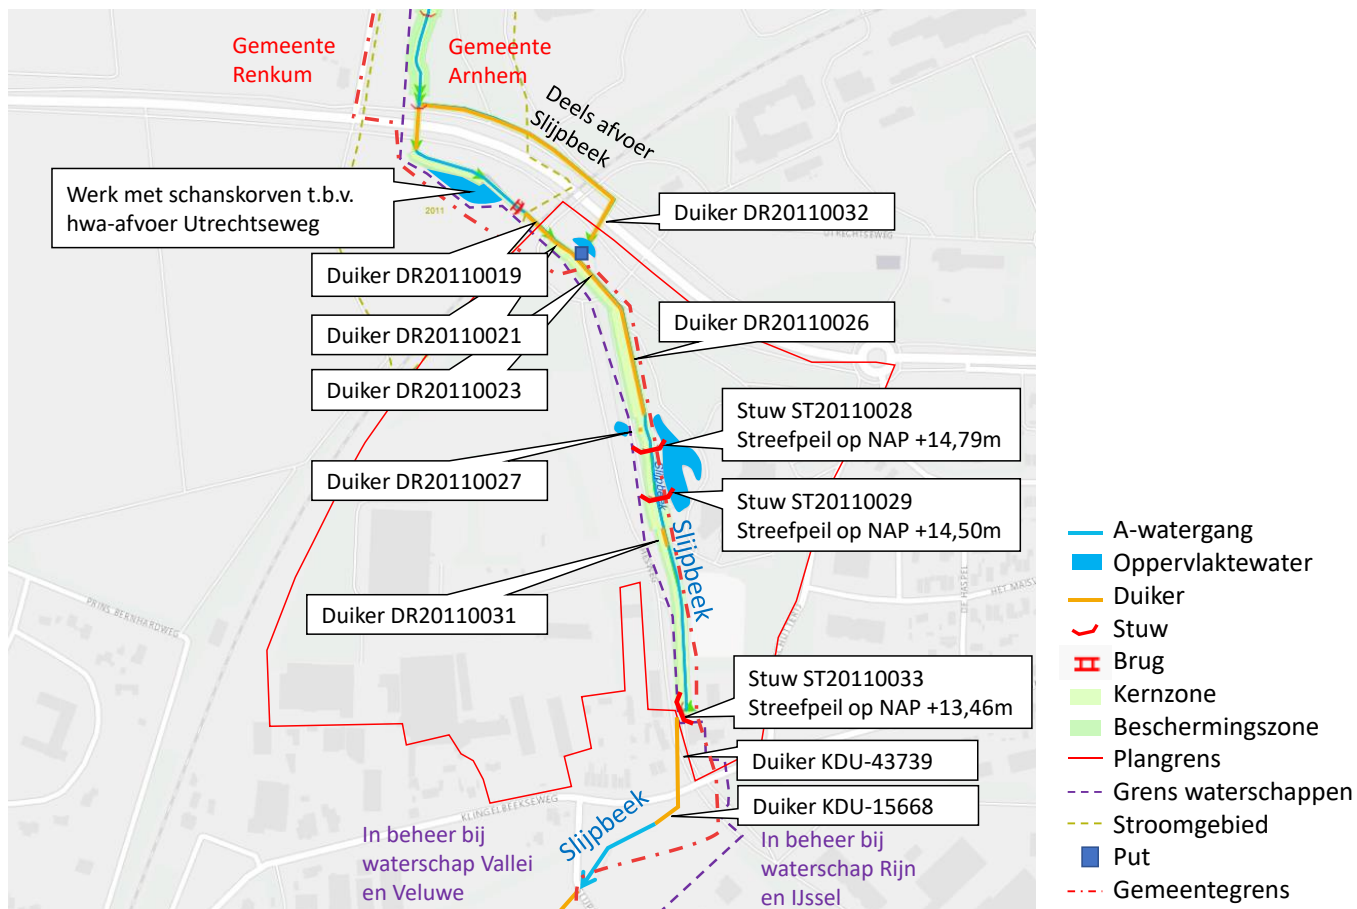 Gemeente
Renkum
Gemeente
Arnhem
Deels afvoer
Slijpbeek
Werk met schanskorven t.b.v.
hwa-afvoer Utrechtseweg
2011
Duiker DR20110032
UTRECHTSEWEG
Duiker DR20110019
Duiker DR20110021
Duiker DR20110023
Duiker DR20110026
Stuw ST20110028
Streefpeil op NAP +14,79m
Duiker DR20110027
Slijpbeek
Stuw ST20110029
Streefpeil op NAP +14,50m
Slijpbeek
Duiker DR20110031
PRINS BERNHARDWEG
DE HASPEL
Stuw ST20110033
Streefpeil op NAP +13,46m
Duiker KDU-43739
Duiker KDU-15668
KLINGELBEEKSEWEG
Slijpbeek
In beheer bij
waterschap Vallei
en Veluwe
In beheer bij
waterschap Rijn
en IJssel
A-watergang
Oppervlaktewater
Duiker
Stuw
Brug
Kernzone
Beschermingszone
Plangrens
Grens waterschappen
Stroomgebied
Put
Gemeentegrens